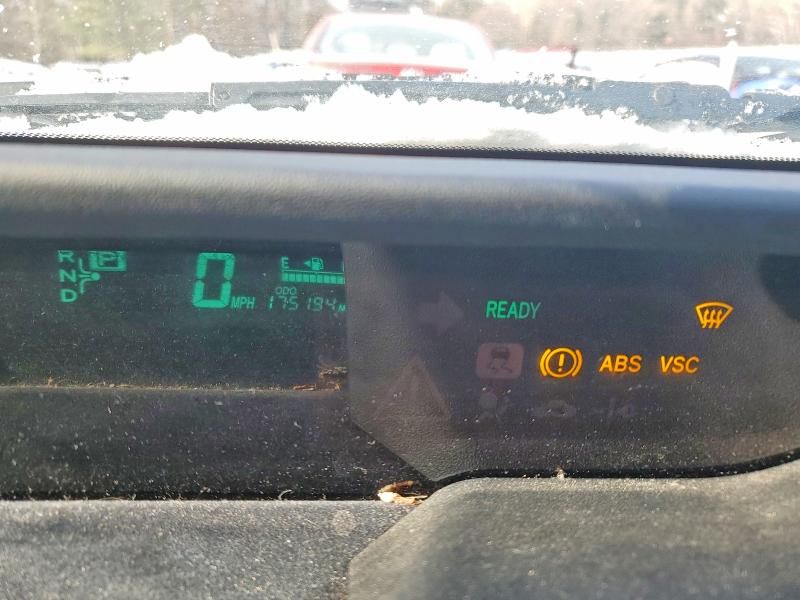 R P
N
D
0 MPH
E
ODO
175194 M
READY
!
ABS VSC